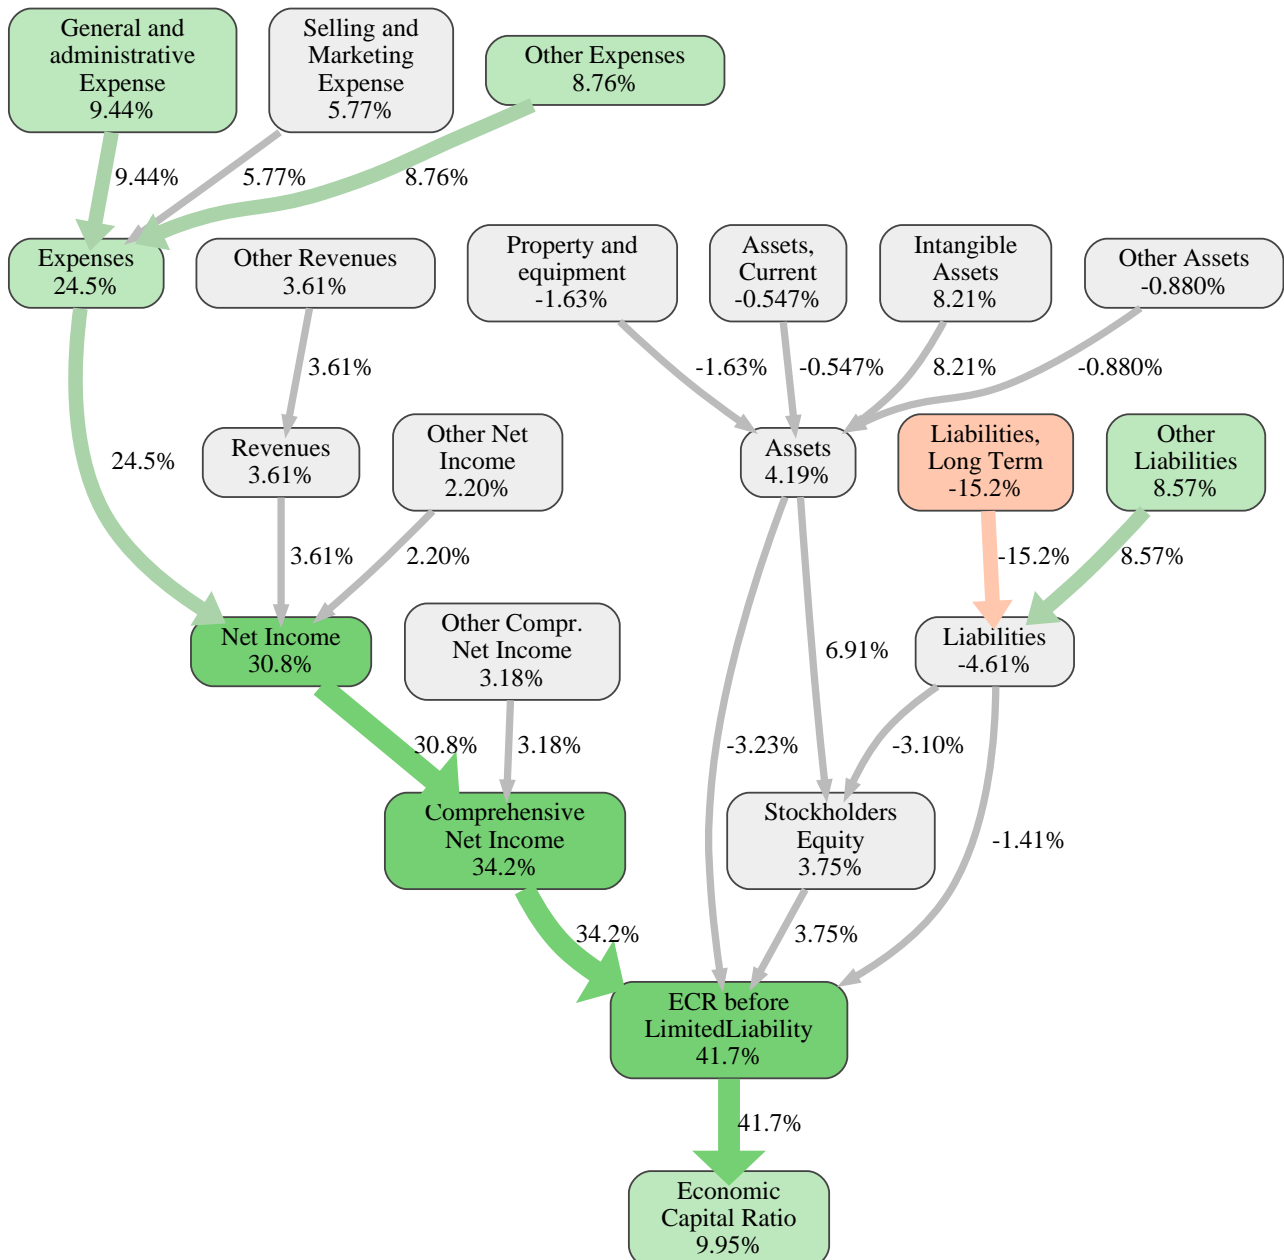 General and
administrative
Expense
9.44%
Selling and
Marketing
Expense
5.77%
Other Expenses
8.76%
9.44%
5.77%
8.76%
Expenses
24.5%
Other Revenues
3.61%
Property and
equipment
-1.63%
Assets,
Current
-0.547%
Intangible
Assets
8.21%
Other Assets
-0.880%
3.61%
-1.63%
-0.547%
8.21%
-0.880%
24.5%
Revenues
3.61%
Other Net
Income
2.20%
Assets
4.19%
Liabilities,
Long Term
-15.2%
Other
Liabilities
8.57%
3.61%
2.20%
-15.2%
8.57%
Net Income
30.8%
Other Compr.
Net Income
3.18%
6.91%
Liabilities
-4.61%
30.8%
3.18%
-3.23%
-3.10%
Comprehensive
Net Income
34.2%
Stockholders
Equity
3.75%
-1.41%
34.2%
3.75%
ECR before
LimitedLiability
41.7%
41.7%
Economic
Capital Ratio
9.95%